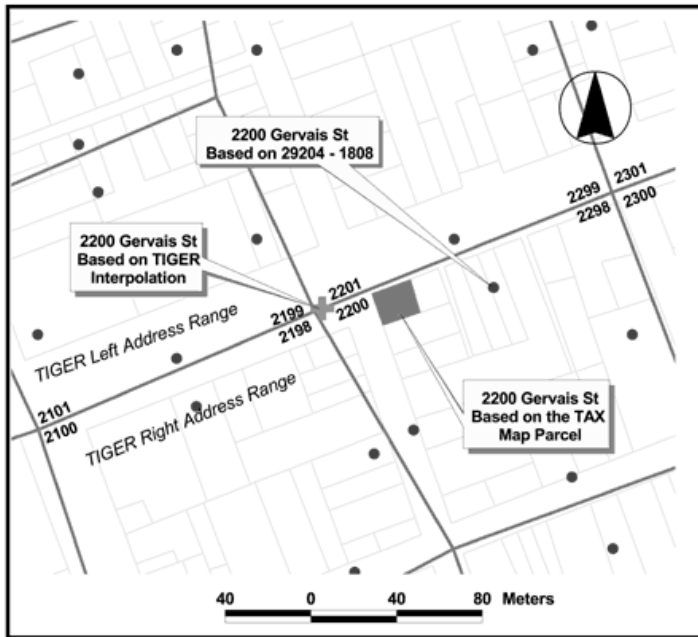 2200 Gervais St
Based on 29204 - 1808
2299
2301
2298
2300
2200 Gervais St
Based on TIGER
Interpolation
2201
2200
2199
2198
TIGER Left Address Range
TIGER Right Address Range
2101
2100
2200 Gervais St
Based on the TAX
Map Parcel
40 0 40 80 Meters